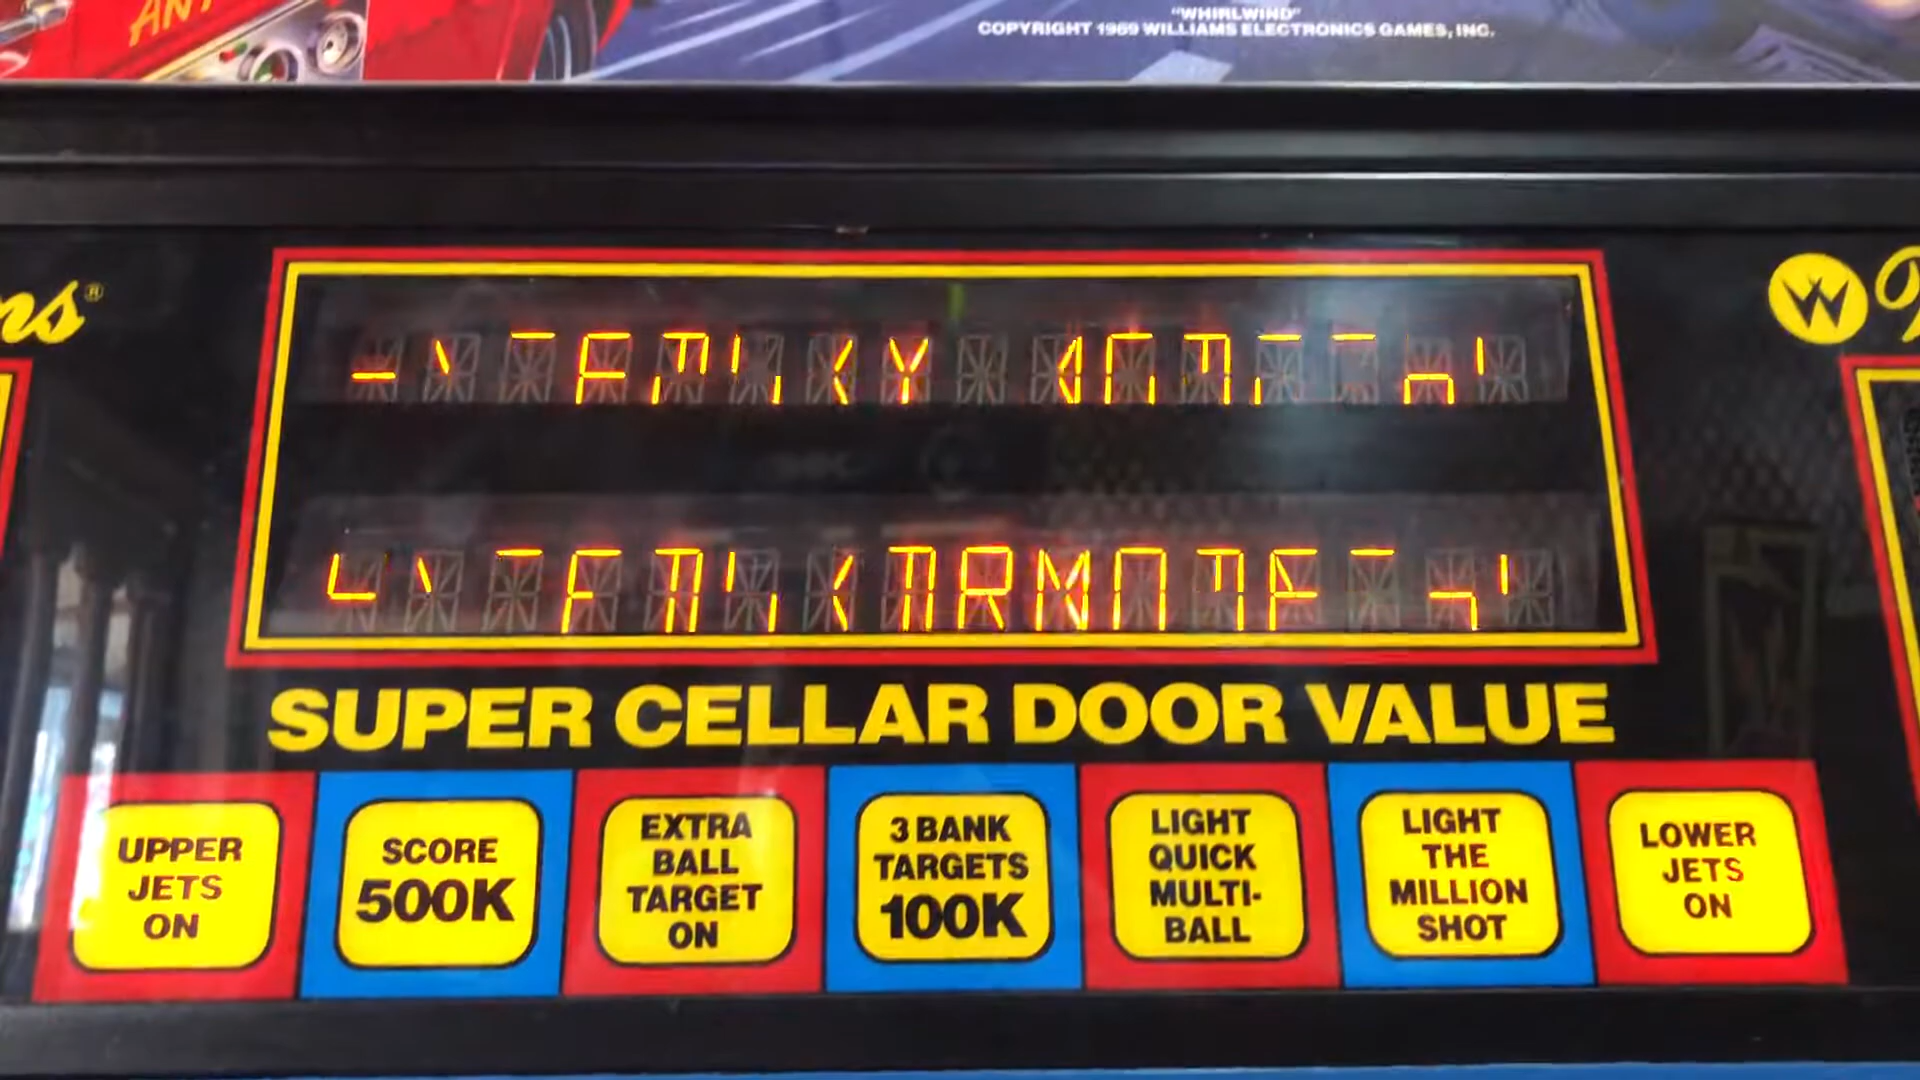 "WHIRLWIND"
COPYRIGHT 1989 WILLIAMS ELECTRONICS GAMES, INC.
ns®
W
SUPER CELLAR DOOR VALUE
UPPER
JETS
ON
SCORE
500K
EXTRA
BALL
TARGET
ON
3 BANK
TARGETS
100K
LIGHT
QUICK
MULTI-
BALL
LIGHT
THE
MILLION
SHOT
LOWER
JETS
ON